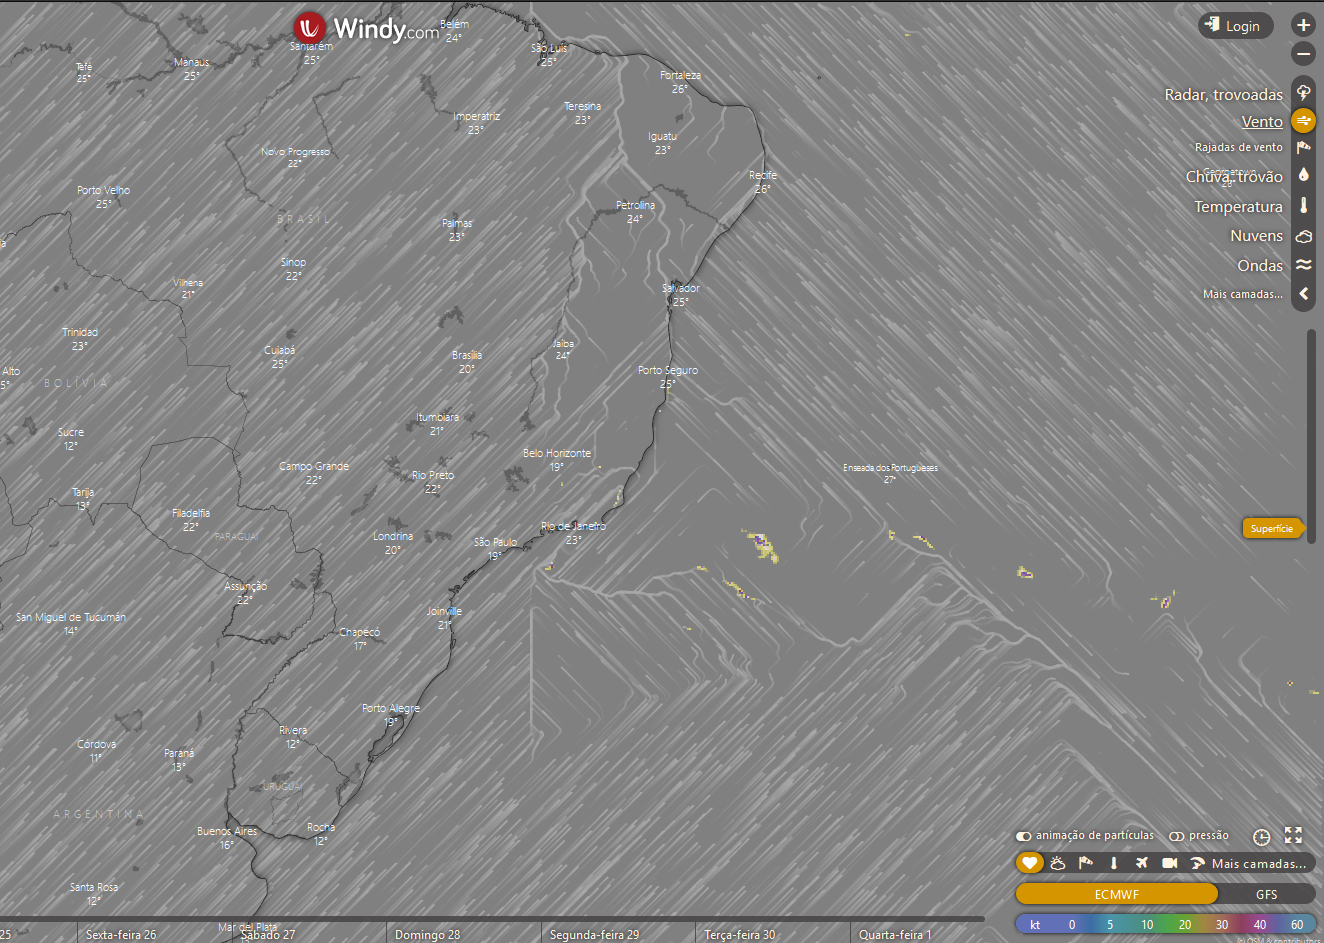 Windy.com
Login
Belém
24°
Santarém
25°
São Luís
25°
Tefé
25°
Manaus
25°
Fortaleza
26°
Radar, trovoadas
Teresina
23°
Imperatriz
23°
Vento
Iguatu
23°
Rajadas de vento
Novo Progresso
22°
Recife
26°
Chuva, trovão
Porto Velho
25°
Petrolina
24°
Temperatura
BRASIL
Palmas
23°
Nuvens
Sinop
22°
Ondas
Vilhena
21°
Salvador
25°
Mais camadas...
Trinidad
23°
Cuiabá
25°
Brasília
20°
Jaíba
24°
Alto
5°
BOLÍVIA
Porto Seguro
25°
Itumbiara
21°
Sucre
12°
Belo Horizonte
19°
Campo Grande
22°
Rio Preto
22°
Enseada dos Portugueses
27°
Tarija
13°
Filadelfia
22°
PARAGUAI
Londrina
20°
São Paulo
19°
Rio de Janeiro
23°
Superfície
Assunção
22°
San Miguel de Tucumán
14°
Joinville
21°
Chapecó
17°
Porto Alegre
19°
Rivera
12°
Córdova
11°
Paraná
13°
URUGUAI
ARGENTINA
Buenos Aires
16°
Rocha
12°
animação de partículas
pressão
Mais camadas...
Santa Rosa
12°
ECMWF
GFS
Mar del Plata
kt 0 5 10 20 30 40 60
25
Sexta-feira 26
Sábado 27
Domingo 28
Segunda-feira 29
Terça-feira 30
Quarta-feira 1